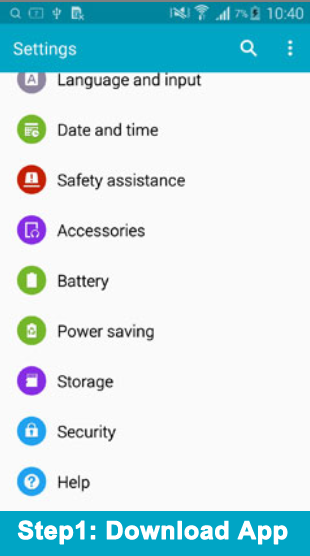 7% 10:40
Settings
A Language and input
Date and time
Safety assistance
Accessories
Battery
Power saving
Storage
Security
? Help
Step1: Download App